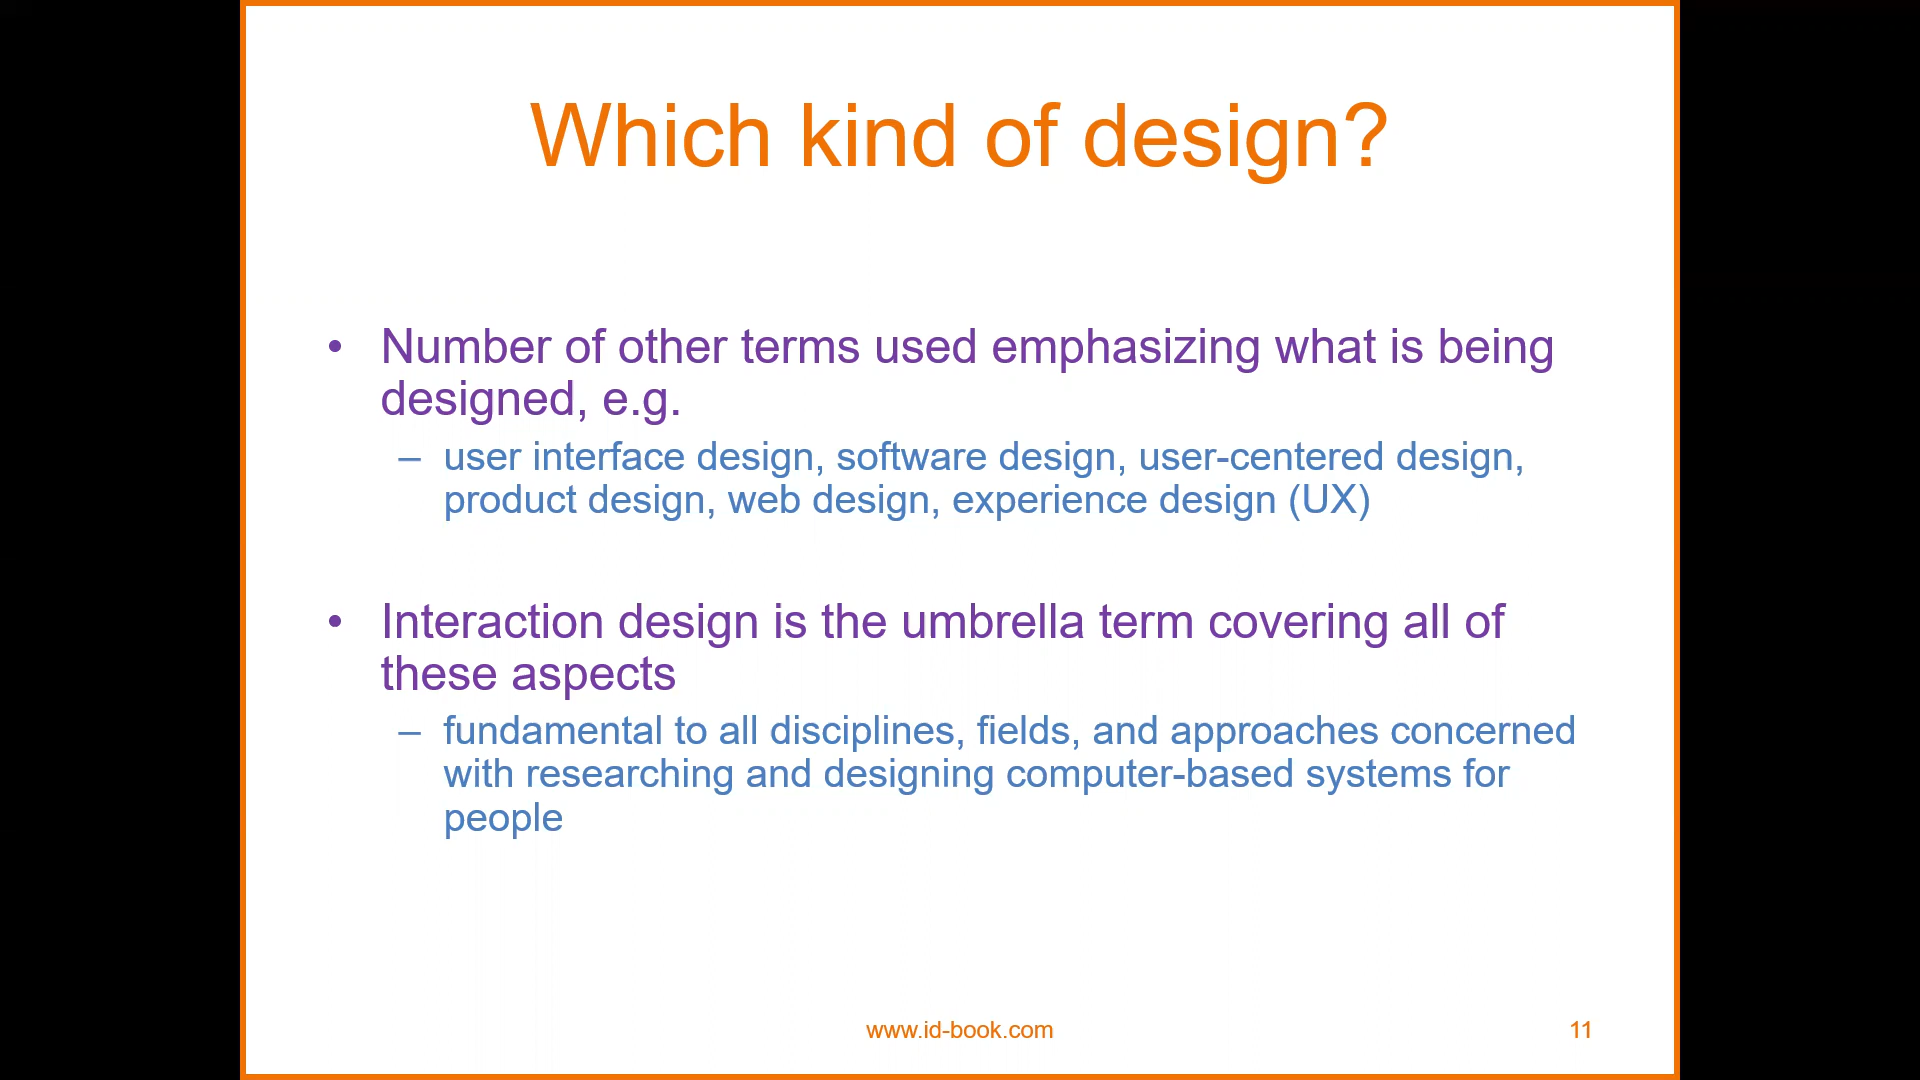 Which kind of design?
• Number of other terms used emphasizing what is being
designed, e.g.
– user interface design, software design, user-centered design,
product design, web design, experience design (UX)
• Interaction design is the umbrella term covering all of
these aspects
– fundamental to all disciplines, fields, and approaches concerned
with researching and designing computer-based systems for
people
www.id-book.com
11